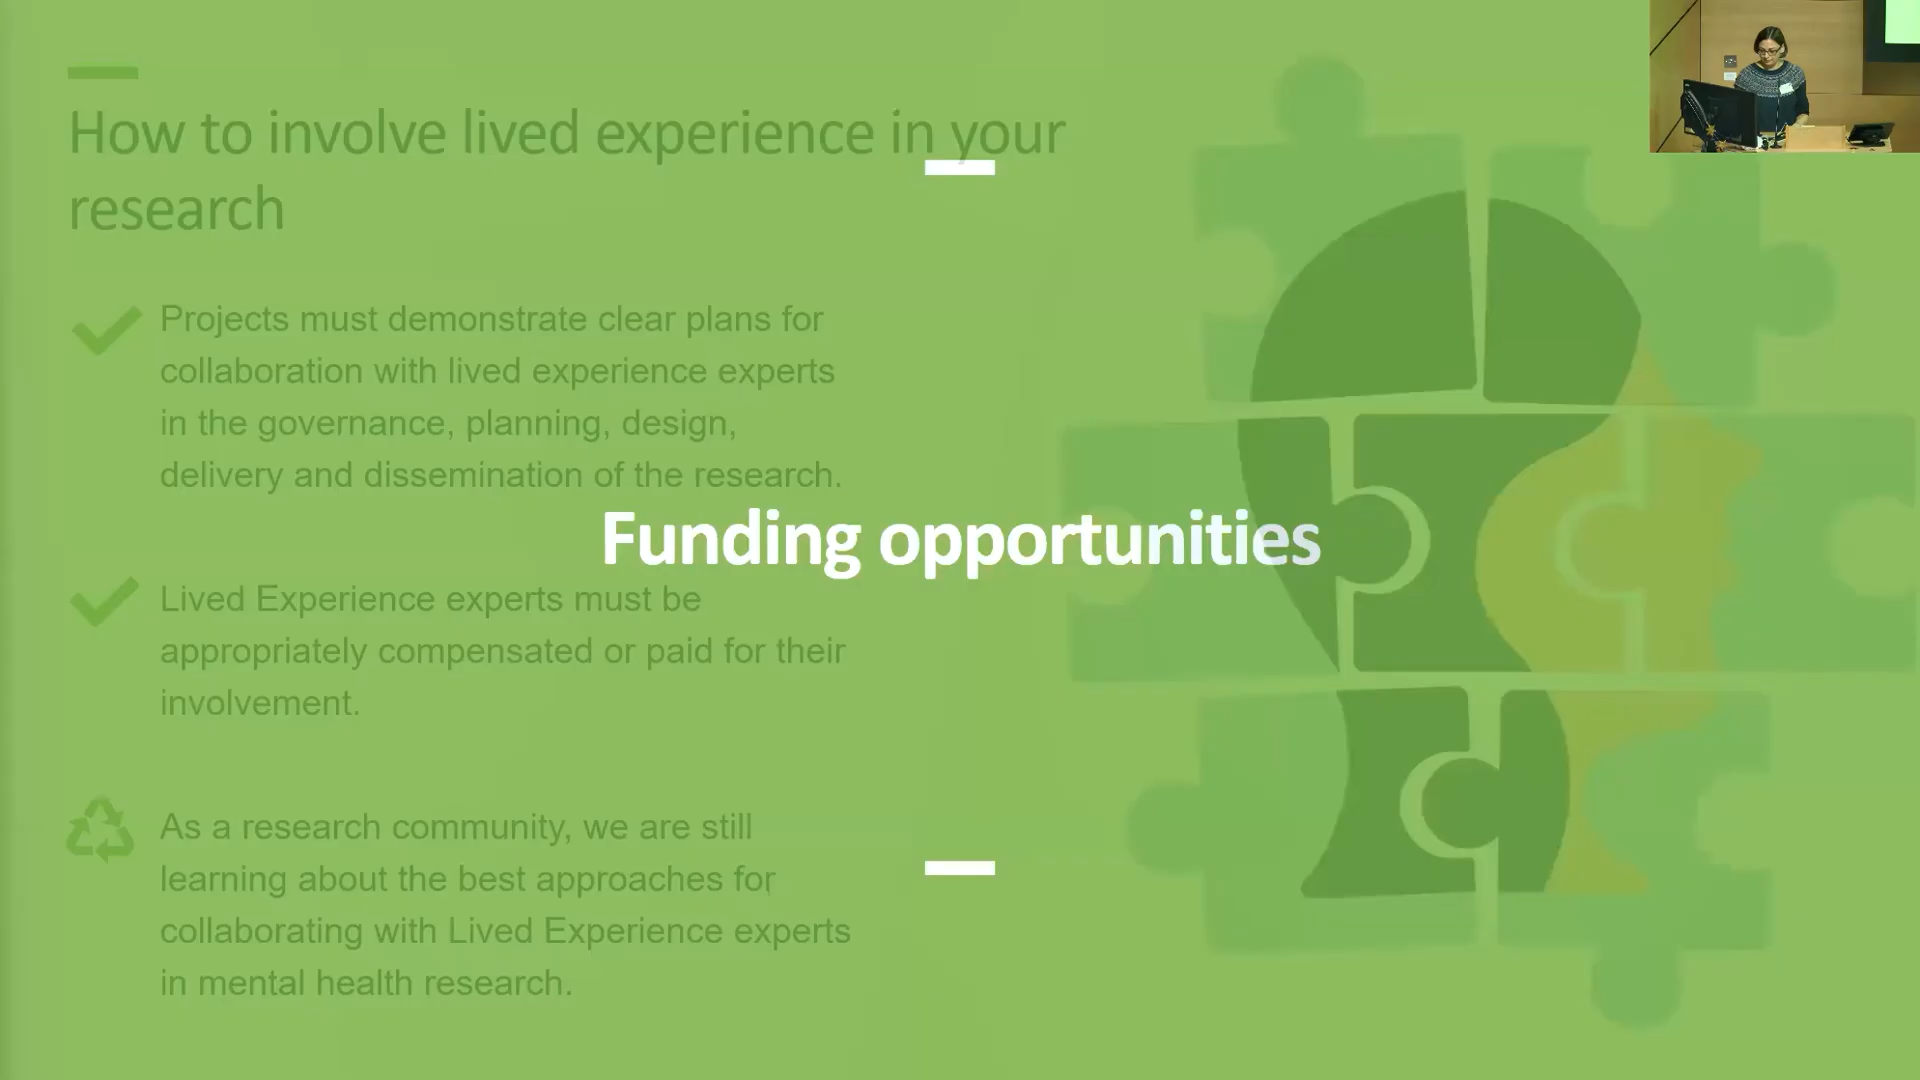 How to involve lived experience in your
research
Projects must demonstrate clear plans for
collaboration with lived experience experts
in the governance, planning, design,
delivery and dissemination of the research.
Funding opportunities
Lived Experience experts must be
appropriately compensated or paid for their
involvement.
As a research community, we are still
learning about the best approaches for
collaborating with Lived Experience experts
in mental health research.